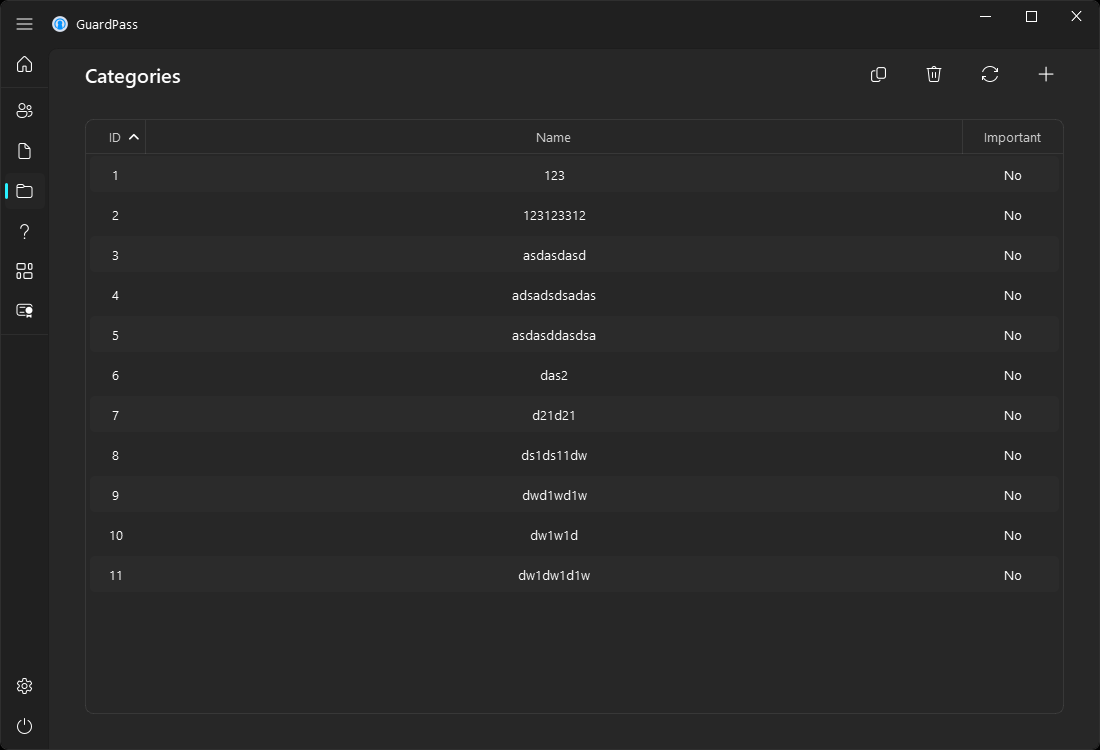 GuardPass
Categories
ID Name Important
1 123 No
2 123123312 No
3 asdasdasd No
4 adsadsdsadas No
5 asdasddasdsa No
6 das2 No
7 d21d21 No
8 ds1ds11dw No
9 dwd1wd1w No
10 dw1w1d No
11 dw1dw1d1w No